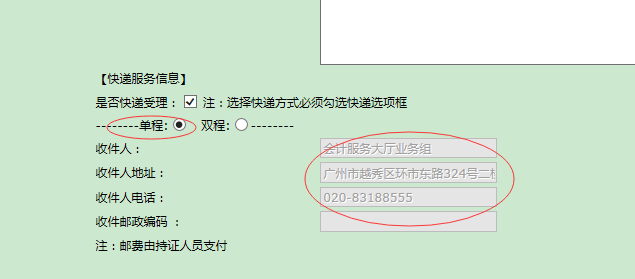 【快递服务信息】
是否快递受理： 注：选择快递方式必须勾选快递选项框
--------单程: 双程: --------
收件人： 会计服务大厅业务组
收件人地址： 广州市越秀区环市东路324号二楼
收件人电话： 020-83188555
收件邮政编码 ：
注：邮费由持证人员支付